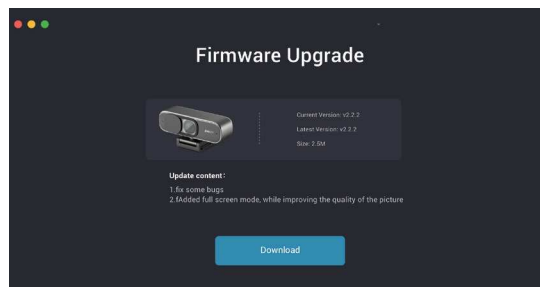 Firmware Upgrade
Current Version: v2.2.2
Latest Version: v2.2.2
Size: 2.5M
Update content:
1.fix some bugs
2.fAdded full screen mode, while improving the quality of the picture
Download